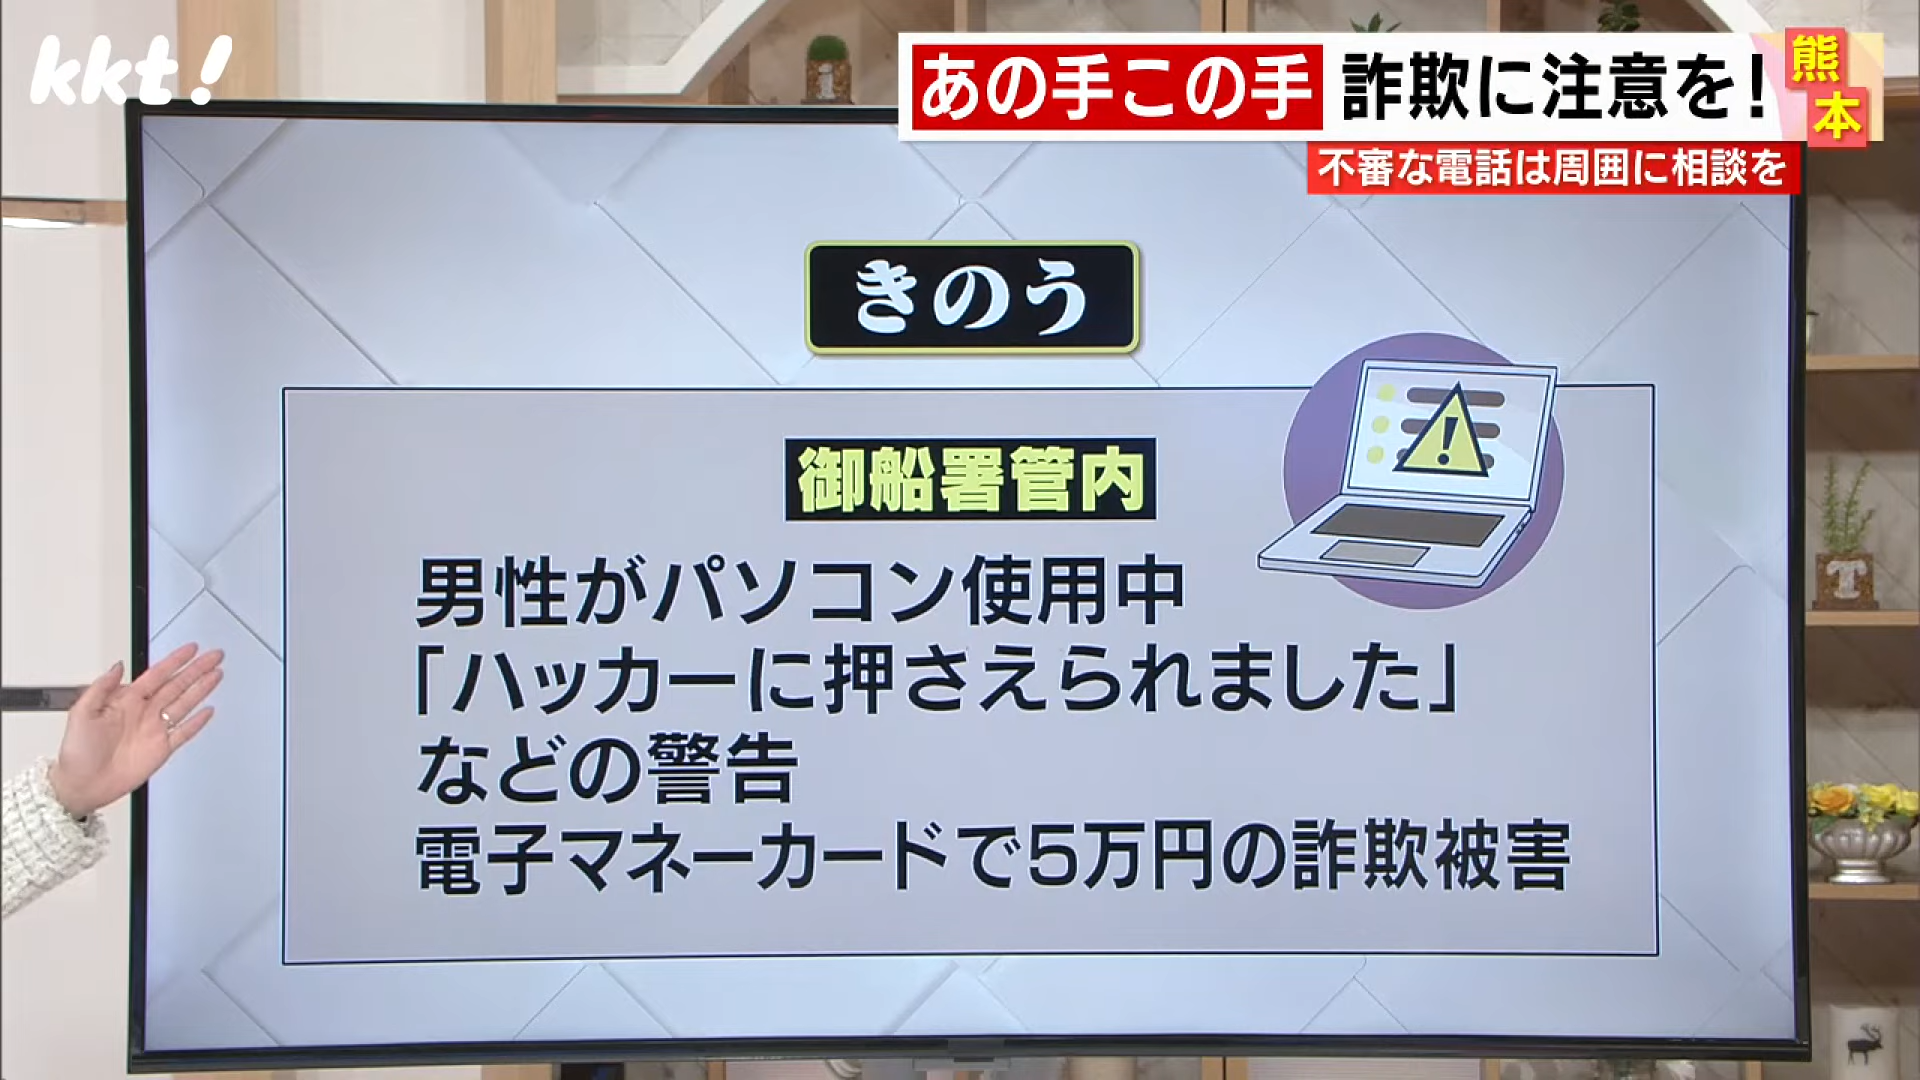 kkt!
あの手この手 詐欺に注意を！
熊本
不審な電話は周囲に相談を
きのう
御船署管内
男性がパソコン使用中
「ハッカーに押さえられました」
などの警告
電子マネーカードで5万円の詐欺被害